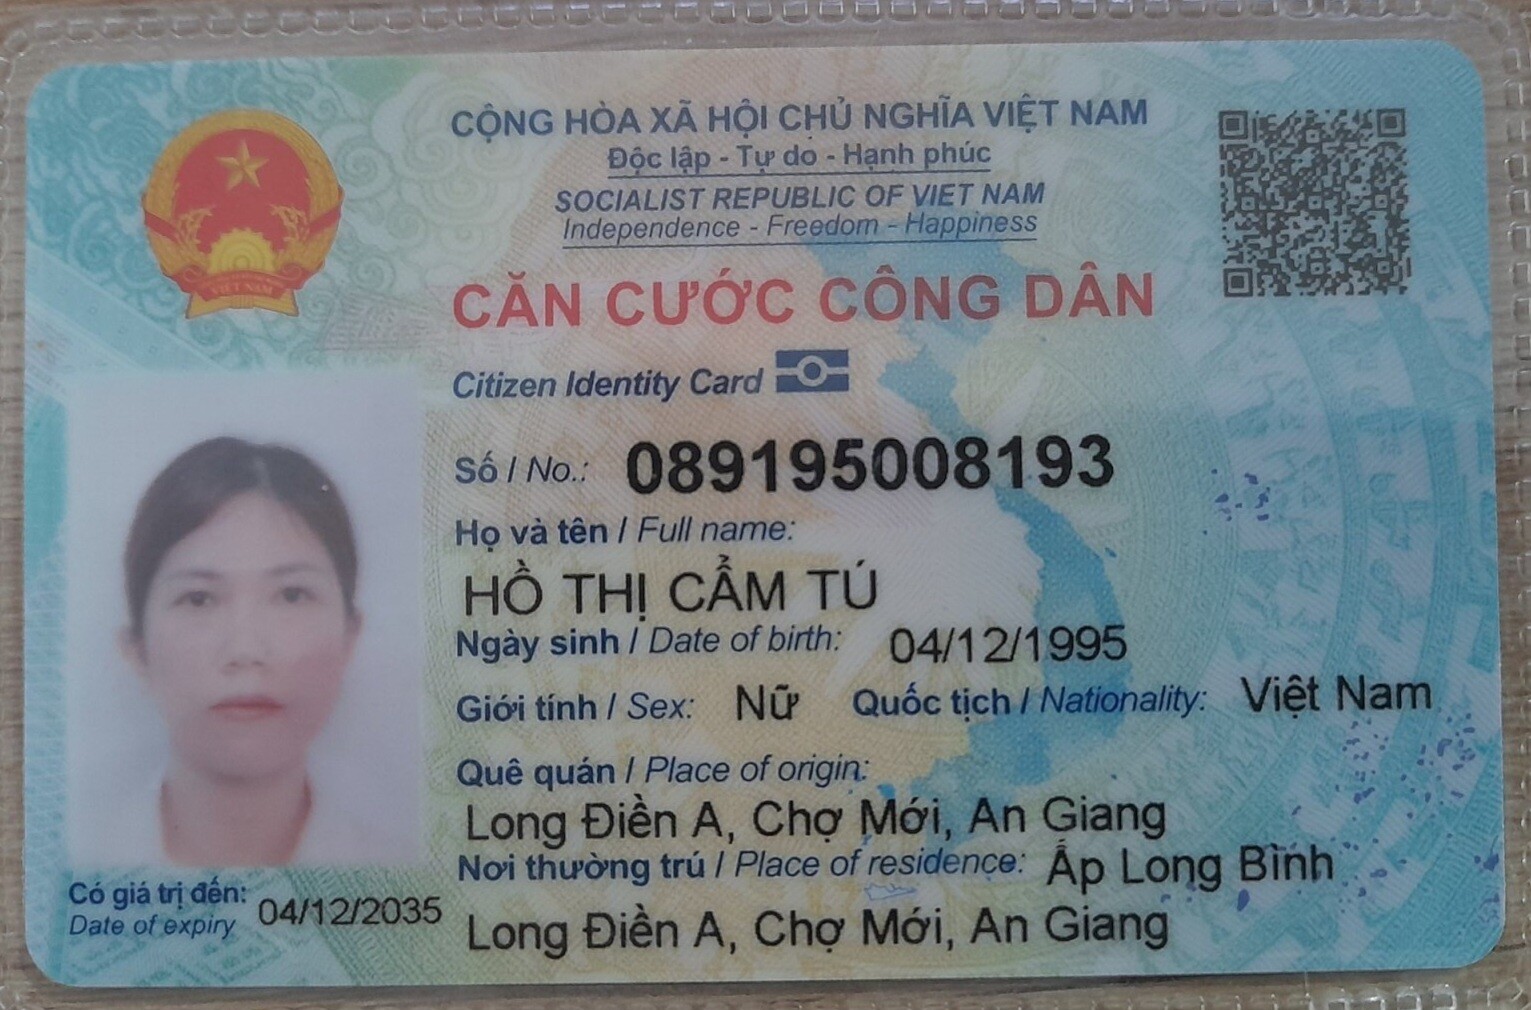 CỘNG HÒA XÃ HỘI CHỦ NGHĨA VIỆT NAM
Độc lập - Tự do - Hạnh phúc
SOCIALIST REPUBLIC OF VIET NAM
Independence - Freedom - Happiness
CĂN CƯỚC CÔNG DÂN
Citizen Identity Card
VIỆT NAM
Số / No.: 089195008193
Họ và tên / Full name:
HỒ THỊ CẨM TÚ
Ngày sinh / Date of birth: 04/12/1995
Giới tính / Sex: Nữ Quốc tịch / Nationality: Việt Nam
Quê quán / Place of origin:
Long Điền A, Chợ Mới, An Giang
Nơi thường trú / Place of residence: Ấp Long Bình
Long Điền A, Chợ Mới, An Giang
Có giá trị đến: 04/12/2035
Date of expiry